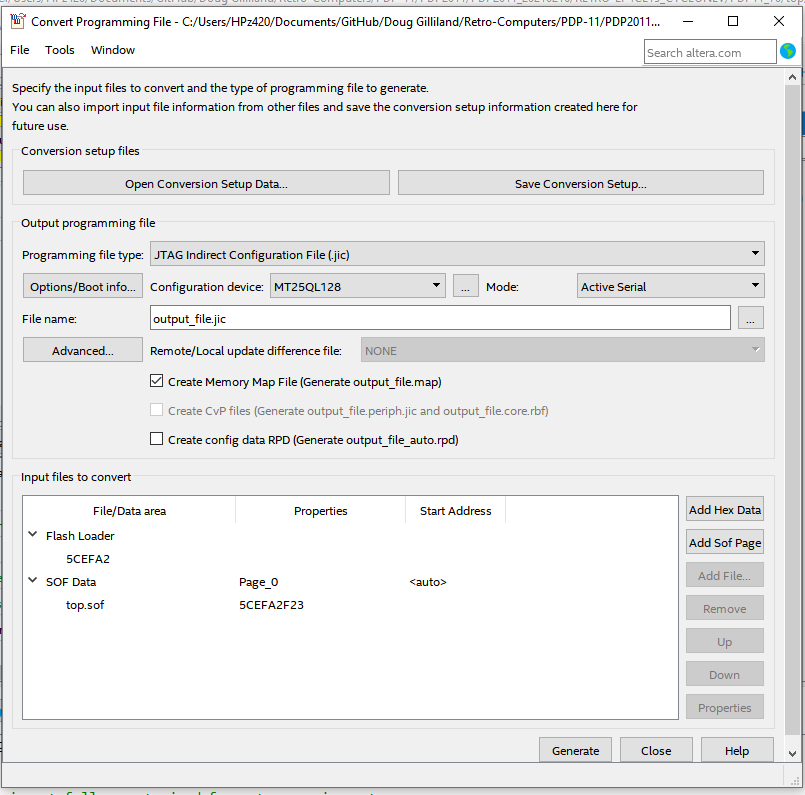 Convert Programming File - C:/Users/HPz420/Documents/GitHub/Doug Gilliland/Retro-Computers/PDP-11/PDP2011...
File Tools Window
Search altera.com
Specify the input files to convert and the type of programming file to generate.
You can also import input file information from other files and save the conversion setup information created here for
future use.
Conversion setup files
Open Conversion Setup Data... Save Conversion Setup...
Output programming file
Programming file type: JTAG Indirect Configuration File (.jic)
Options/Boot info... Configuration device: MT25QL128 ... Mode: Active Serial
File name: output_file.jic ...
Advanced... Remote/Local update difference file: NONE
Create Memory Map File (Generate output_file.map)
Create CvP files (Generate output_file.periph.jic and output_file.core.rbf)
Create config data RPD (Generate output_file_auto.rpd)
Input files to convert
File/Data area Properties Start Address Add Hex Data
Flash Loader
5CEFA2 Add Sof Page
SOF Data Page_0 <auto> Add File...
top.sof 5CEFA2F23 Remove
Up
Down
Properties
Generate Close Help